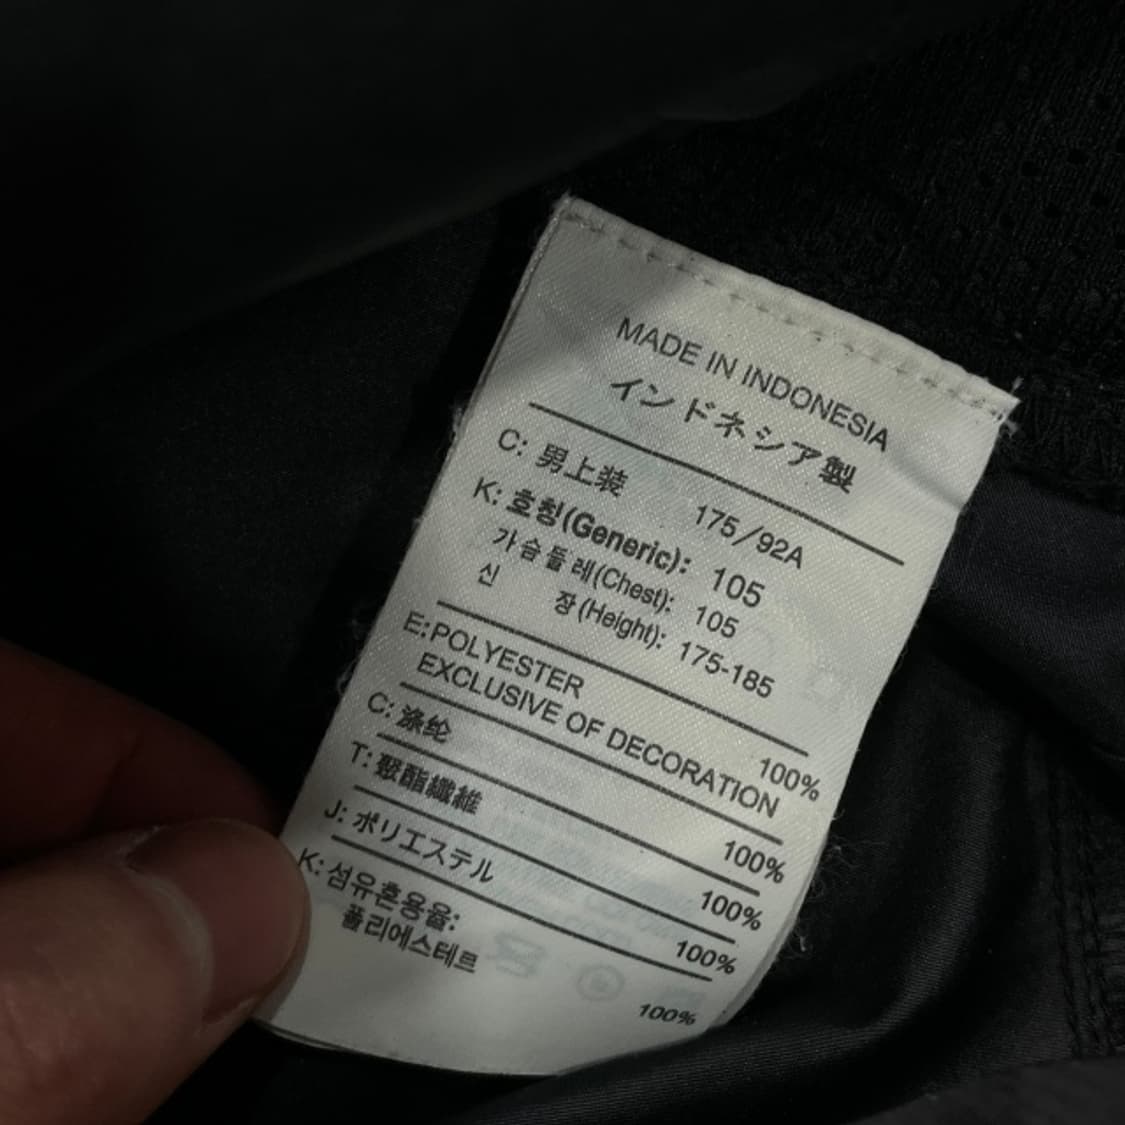 MADE IN INDONESIA
インドネシア製
C: 男上装 175/92A
K: 호칭(Generic): 105
가슴둘레(Chest): 105
신 장(Height): 175-185
E:POLYESTER 100%
EXCLUSIVE OF DECORATION
C: 涤纶 100%
T: 聚酯纖維 100%
J: ポリエステル 100%
K: 섬유혼용율:
폴리에스테르 100%